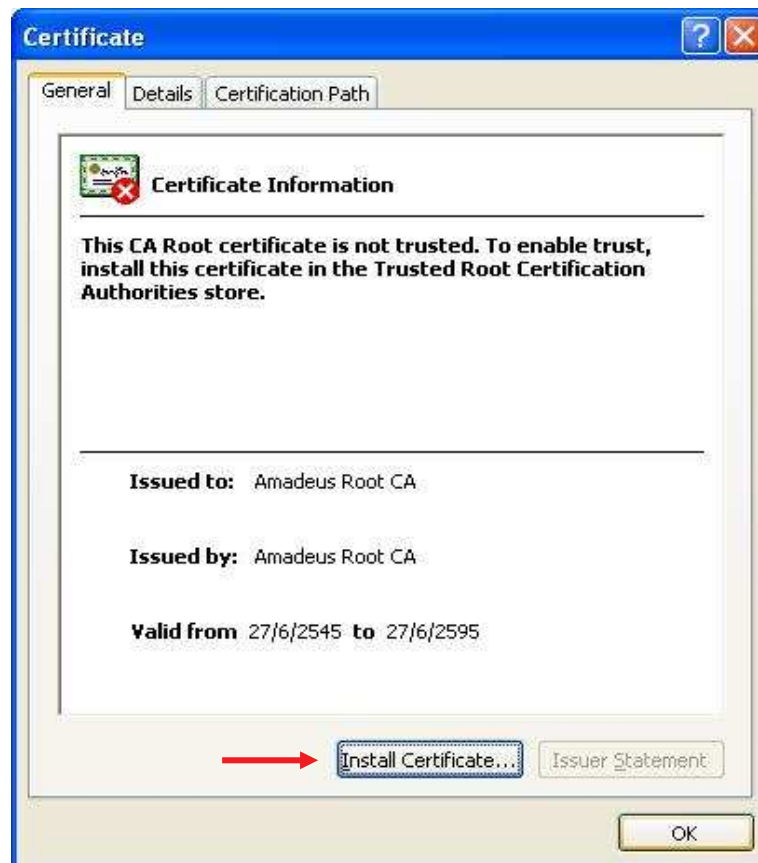 Certificate
General Details Certification Path
Certificate Information
This CA Root certificate is not trusted. To enable trust,
install this certificate in the Trusted Root Certification
Authorities store.
Issued to: Amadeus Root CA
Issued by: Amadeus Root CA
Valid from 27/6/2545 to 27/6/2595
Install Certificate... Issuer Statement
OK